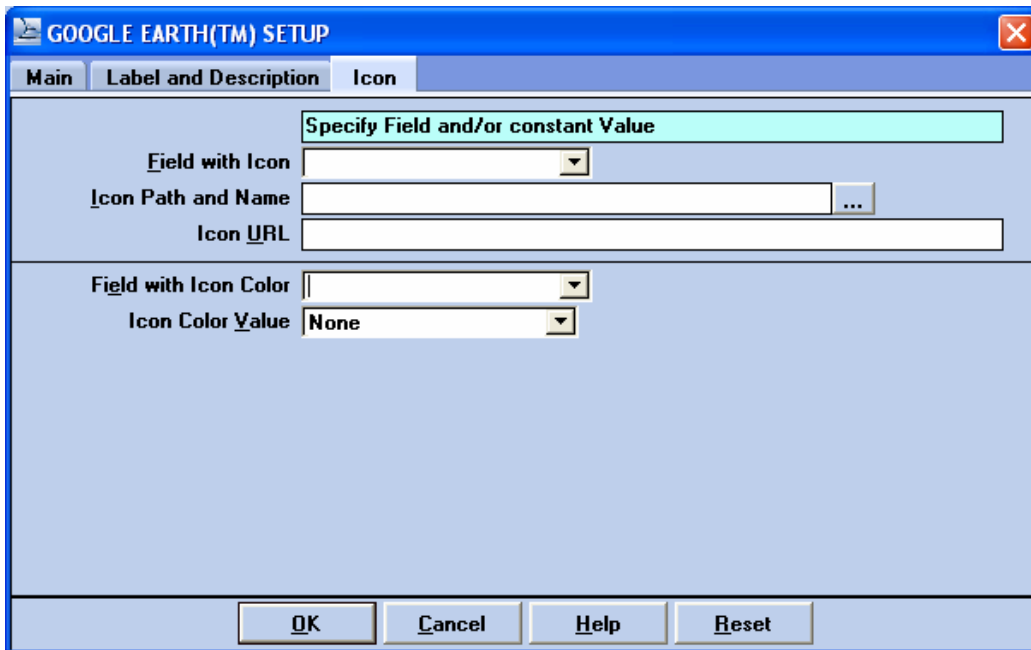 GOOGLE EARTH(TM) SETUP
Main Label and Description Icon
Specify Field and/or constant Value
Field with Icon
Icon Path and Name ...
Icon URL
Field with Icon Color
Icon Color Value None
OK Cancel Help Reset